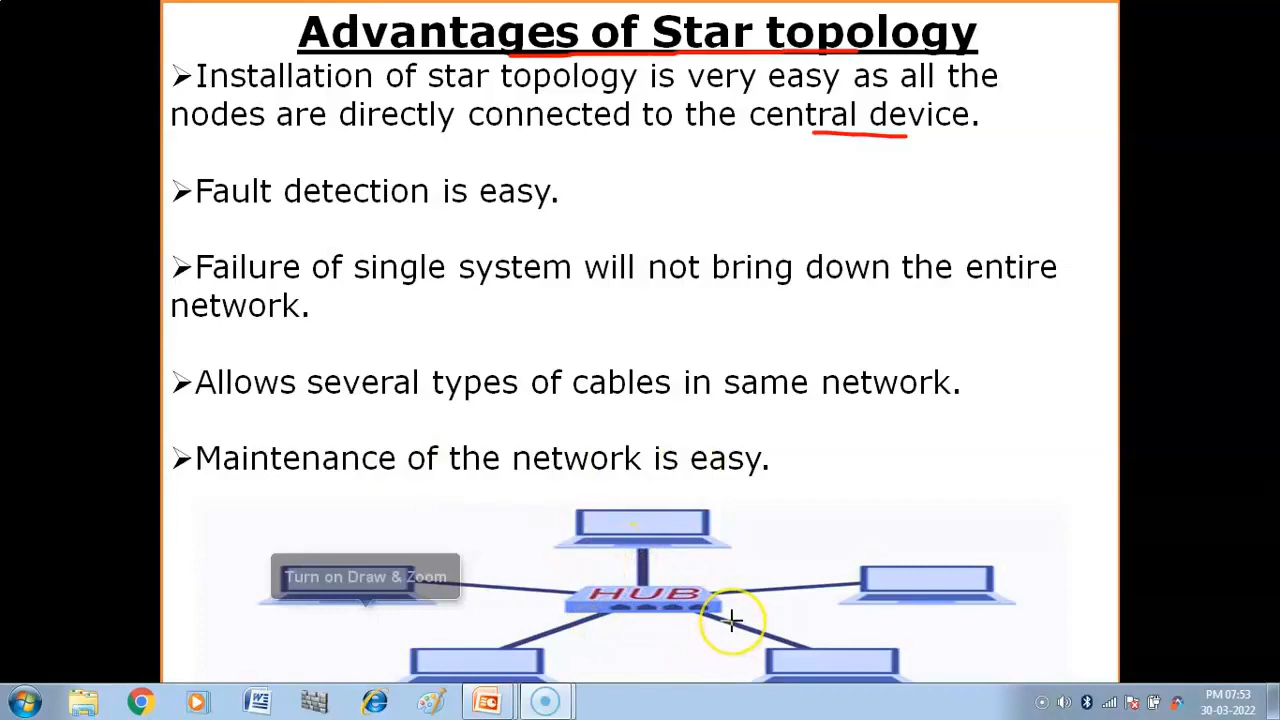 Advantages of Star topology
➢Installation of star topology is very easy as all the
nodes are directly connected to the central device.
➢Fault detection is easy.
➢Failure of single system will not bring down the entire
network.
➢Allows several types of cables in same network.
➢Maintenance of the network is easy.
Turn on Draw & Zoom
HUB
PM 07:53
30-03-2022